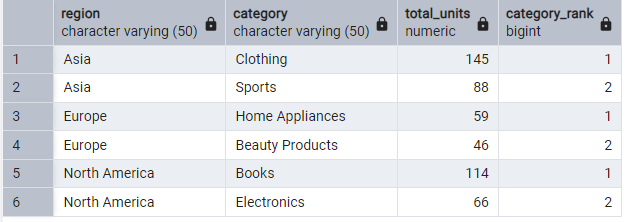 region category total_units category_rank
character varying (50) character varying (50) numeric bigint
1 Asia Clothing 145 1
2 Asia Sports 88 2
3 Europe Home Appliances 59 1
4 Europe Beauty Products 46 2
5 North America Books 114 1
6 North America Electronics 66 2